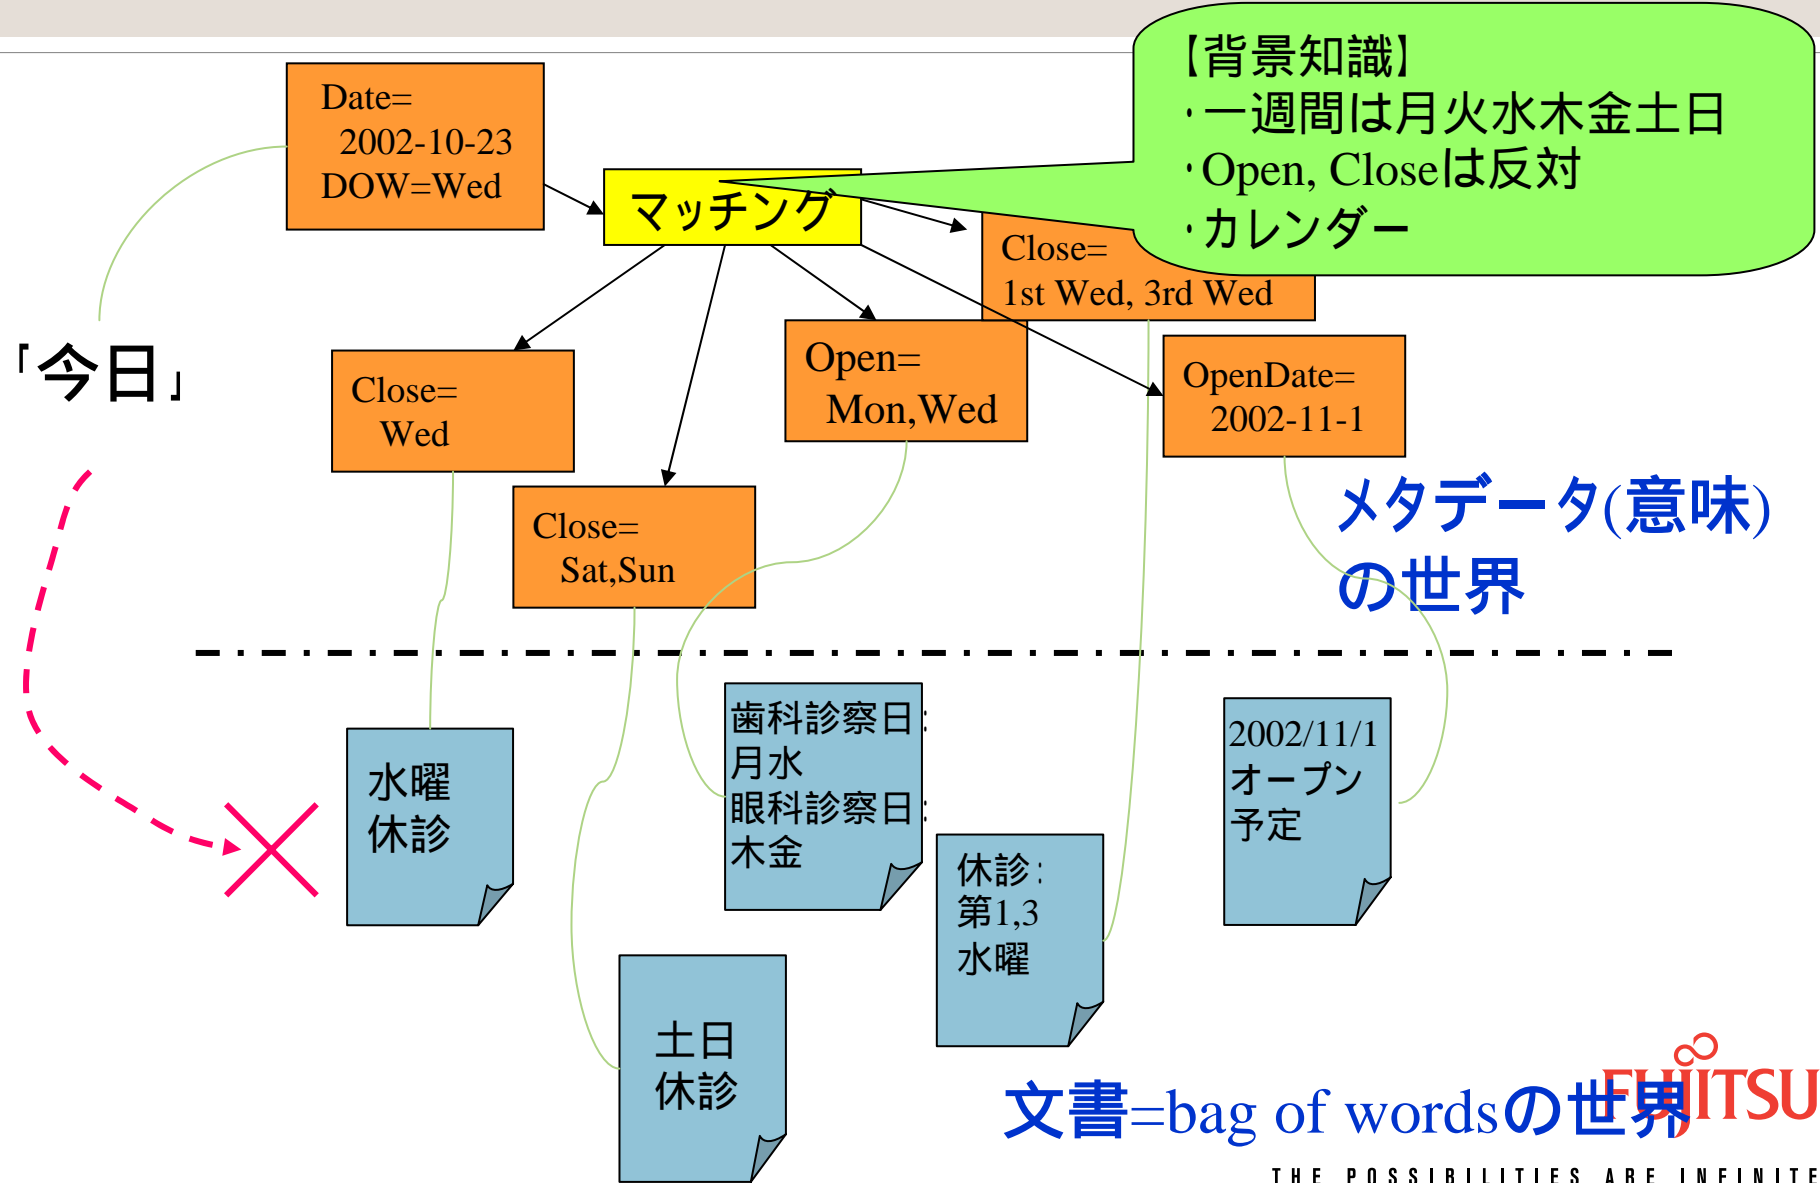 【背景知識】
・一週間は月火水木金土日
・Open, Closeは反対
・カレンダー
Date=
2002-10-23
DOW=Wed
マッチング
Close=
1st Wed, 3rd Wed
「今日」
Close=
Wed
Open=
Mon,Wed
OpenDate=
2002-11-1
Close=
Sat,Sun
メタデータ(意味)
の世界
水曜
休診
歯科診察日:
月水
眼科診察日:
木金
2002/11/1
オープン
予定
休診:
第1,3
水曜
土日
休診
文書=bag of wordsの世界
FUJITSU
THE POSSIBILITIES ARE INFINITE